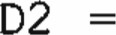 D2 =